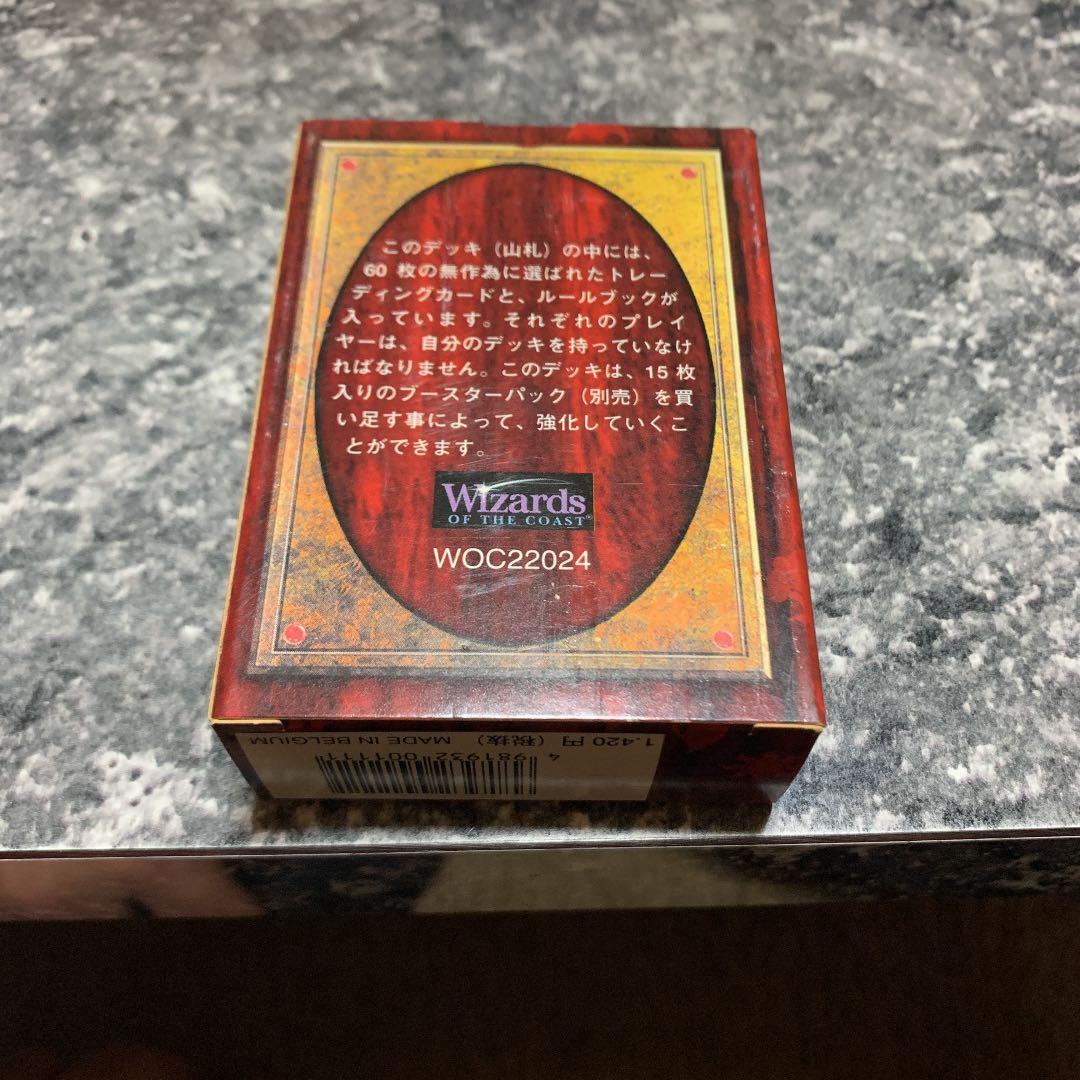 このデッキ（山札）の中には、
60 枚の無作為に選ばれたトレー
ディングカードと、ルールブックが
入っています。それぞれのプレイ
ヤーは、自分のデッキを持っていなけ
ればなりません。このデッキは、15 枚
入りのブースターパック（別売）を買
い足す事によって、強化していくこ
とができます。
Wizards
OF THE COAST®
WOC22024
1,420円（税抜） MADE IN BELGIUM
4 981932 001111